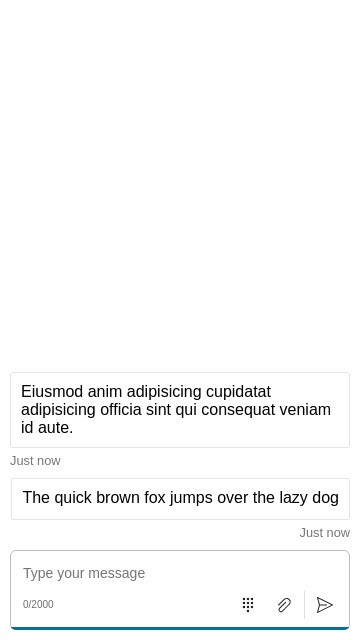 Eiusmod anim adipisicing cupidatat
adipisicing officia sint qui consequat veniam
id aute.
Just now
The quick brown fox jumps over the lazy dog
Just now
Type your message
0/2000